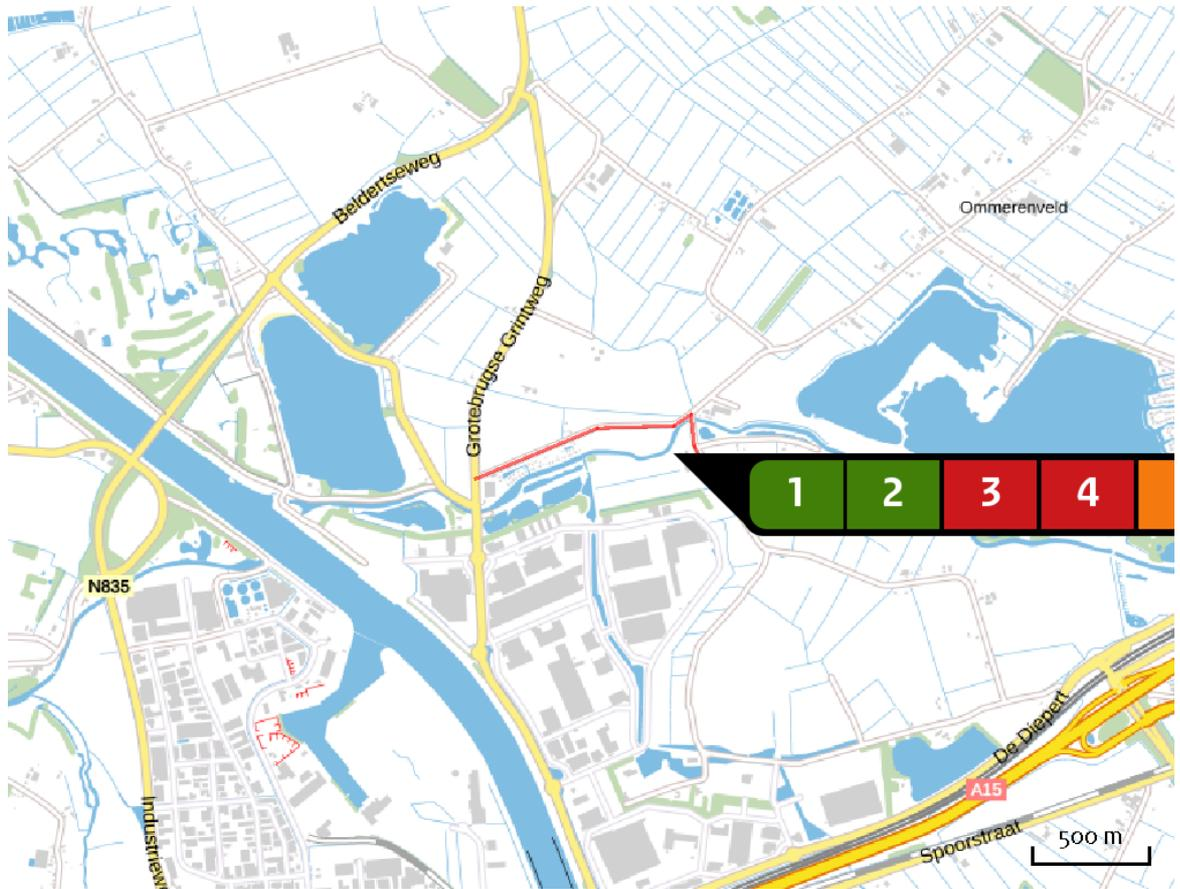 Beldertseweg
Ommerenveld
Grotebrugse Grintweg
1 2 3 4
N835
De Diepert
A15
Industriew
Spoorstraat
500 m